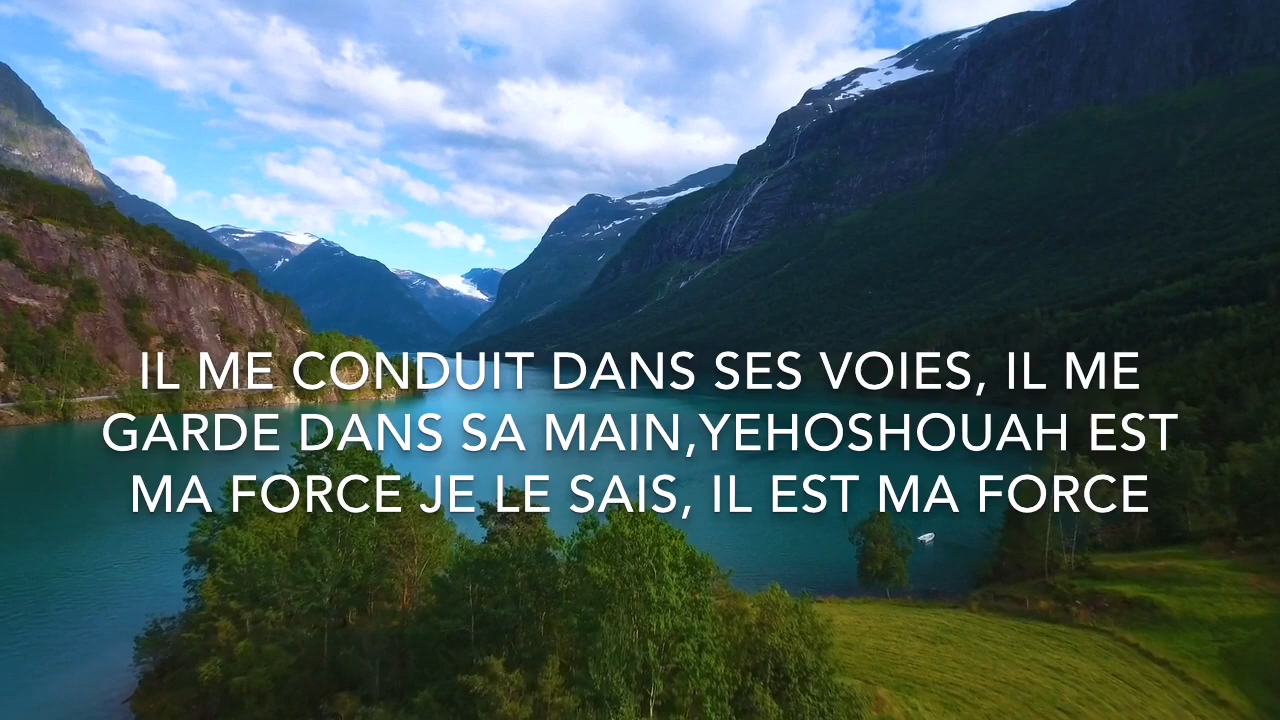 IL ME CONDUIT DANS SES VOIES, IL ME
GARDE DANS SA MAIN,YEHOSHOUAH EST
MA FORCE JE LE SAIS, IL EST MA FORCE